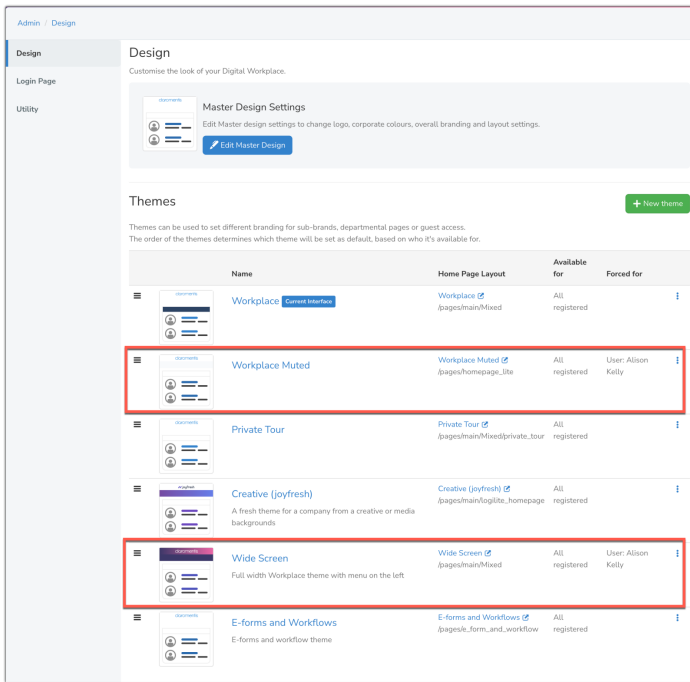 Admin / Design
Design
Login Page
Utility
Design
Customise the look of your Digital Workplace.
Master Design Settings
Edit Master design settings to change logo, corporate colours, overall branding and layout settings.
Edit Master Design
Themes
New theme
Themes can be used to set different branding for sub-brands, departmental pages or guest access.
The order of the themes determines which theme will be set as default, based on who it's available for.
Name Home Page Layout Available for Forced for
Workplace Current Interface
Workplace
/pages/main/Mixed
All registered
Workplace Muted
Workplace Muted
/pages/homepage_lite
All registered
User: Alison Kelly
Private Tour
Private Tour
/pages/main/Mixed/private_tour
All registered
Creative (joyfresh)
A fresh theme for a company from a creative or media
backgrounds
Creative (joyfresh)
/pages/main/logilite_homepage
All registered
Wide Screen
Full width Workplace theme with menu on the left
Wide Screen
/pages/main/Mixed
All registered
User: Alison Kelly
E-forms and Workflows
E-forms and workflow theme
E-forms and Workflows
/pages/e_form_and_workflow
All registered